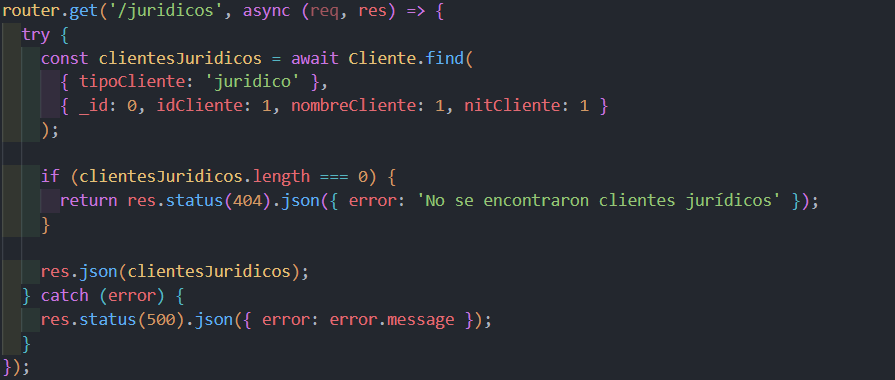 router.get('/juridicos', async (req, res) => {
  try {
    const clientesJuridicos = await Cliente.find(
      { tipoCliente: 'juridico' },
      { _id: 0, idCliente: 1, nombreCliente: 1, nitCliente: 1 }
    );

    if (clientesJuridicos.length === 0) {
      return res.status(404).json({ error: 'No se encontraron clientes jurídicos' });
    }

    res.json(clientesJuridicos);
  } catch (error) {
    res.status(500).json({ error: error.message });
  }
});